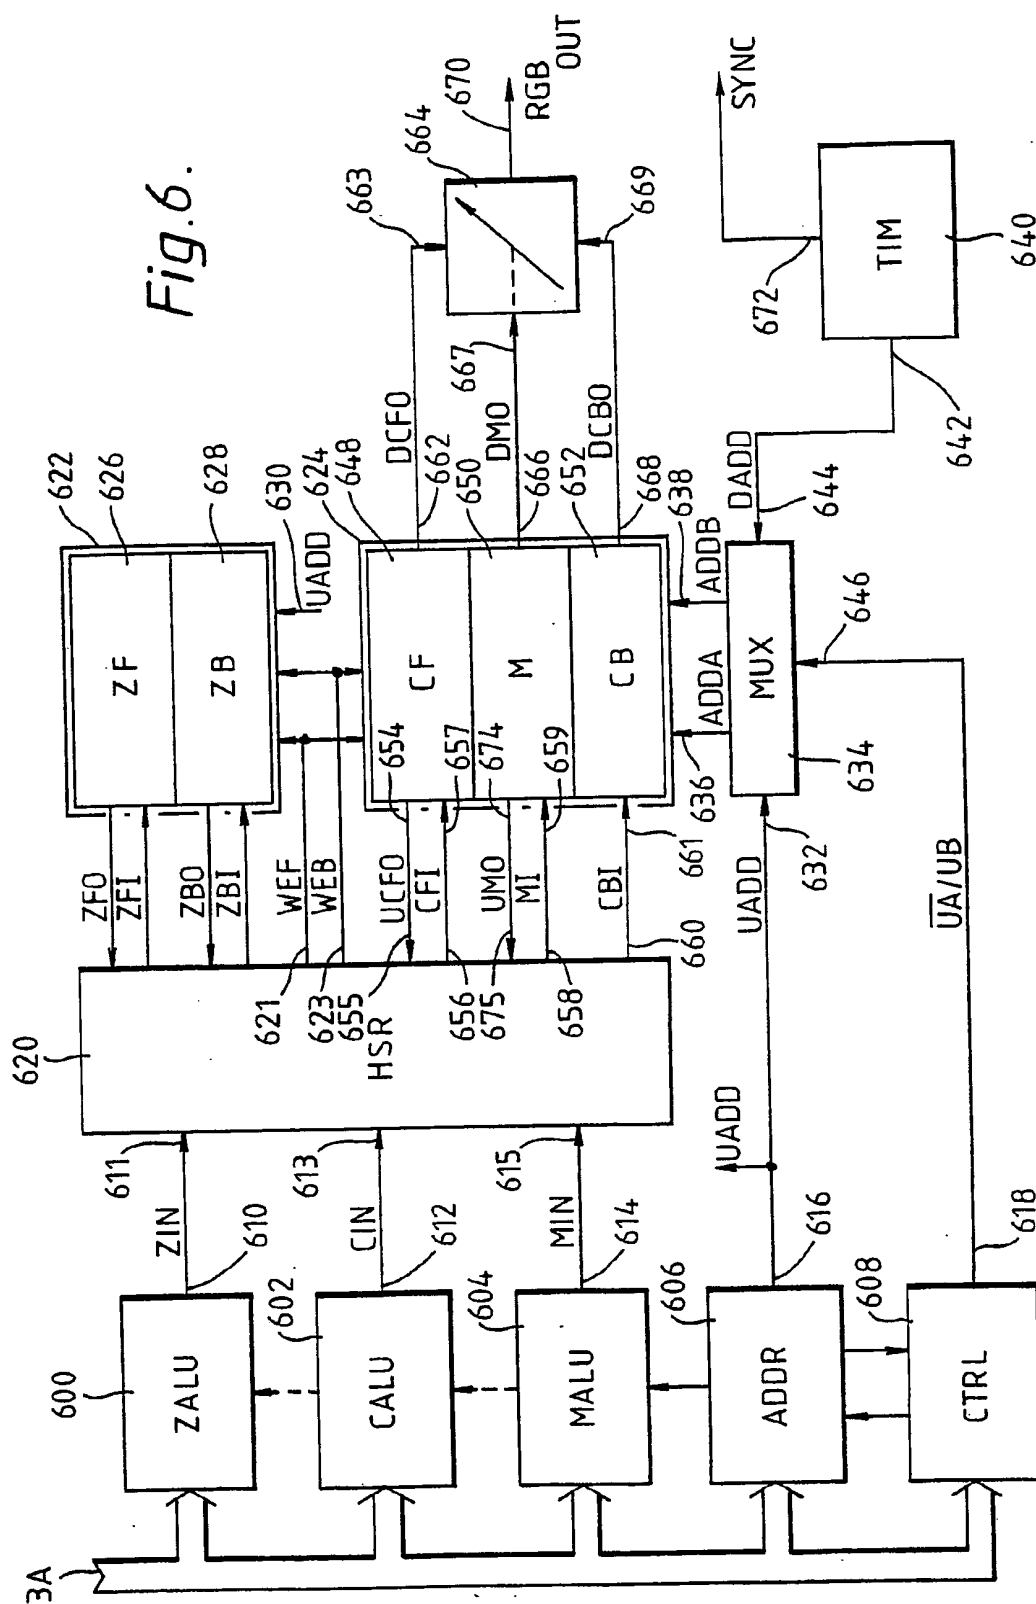 Fig.6.
3A
600
ZALU
602
CALU
604
MALU
606
ADDR
608
CTRL
ZIN
610
611
CIN
612
613
MIN
614
615
UADD
616
618
620
HSR
ZFO
ZFI
ZBO
ZBI
WEF
WEB
621
623
655
UCFO
CFI
656
UMO
MI
675
658
CBI
660
661
622
626
ZF
628
ZB
630
UADD
624
648
CF
650
M
652
CB
654
657
674
659
DCFO
662
DMO
666
667
DCBO
668
663
664
669
670
RGB
OUT
ADDA
636
ADDB
638
UADD
632
MUX
634
646
UA/UB
DADD
644
642
TIM
640
672
SYNC